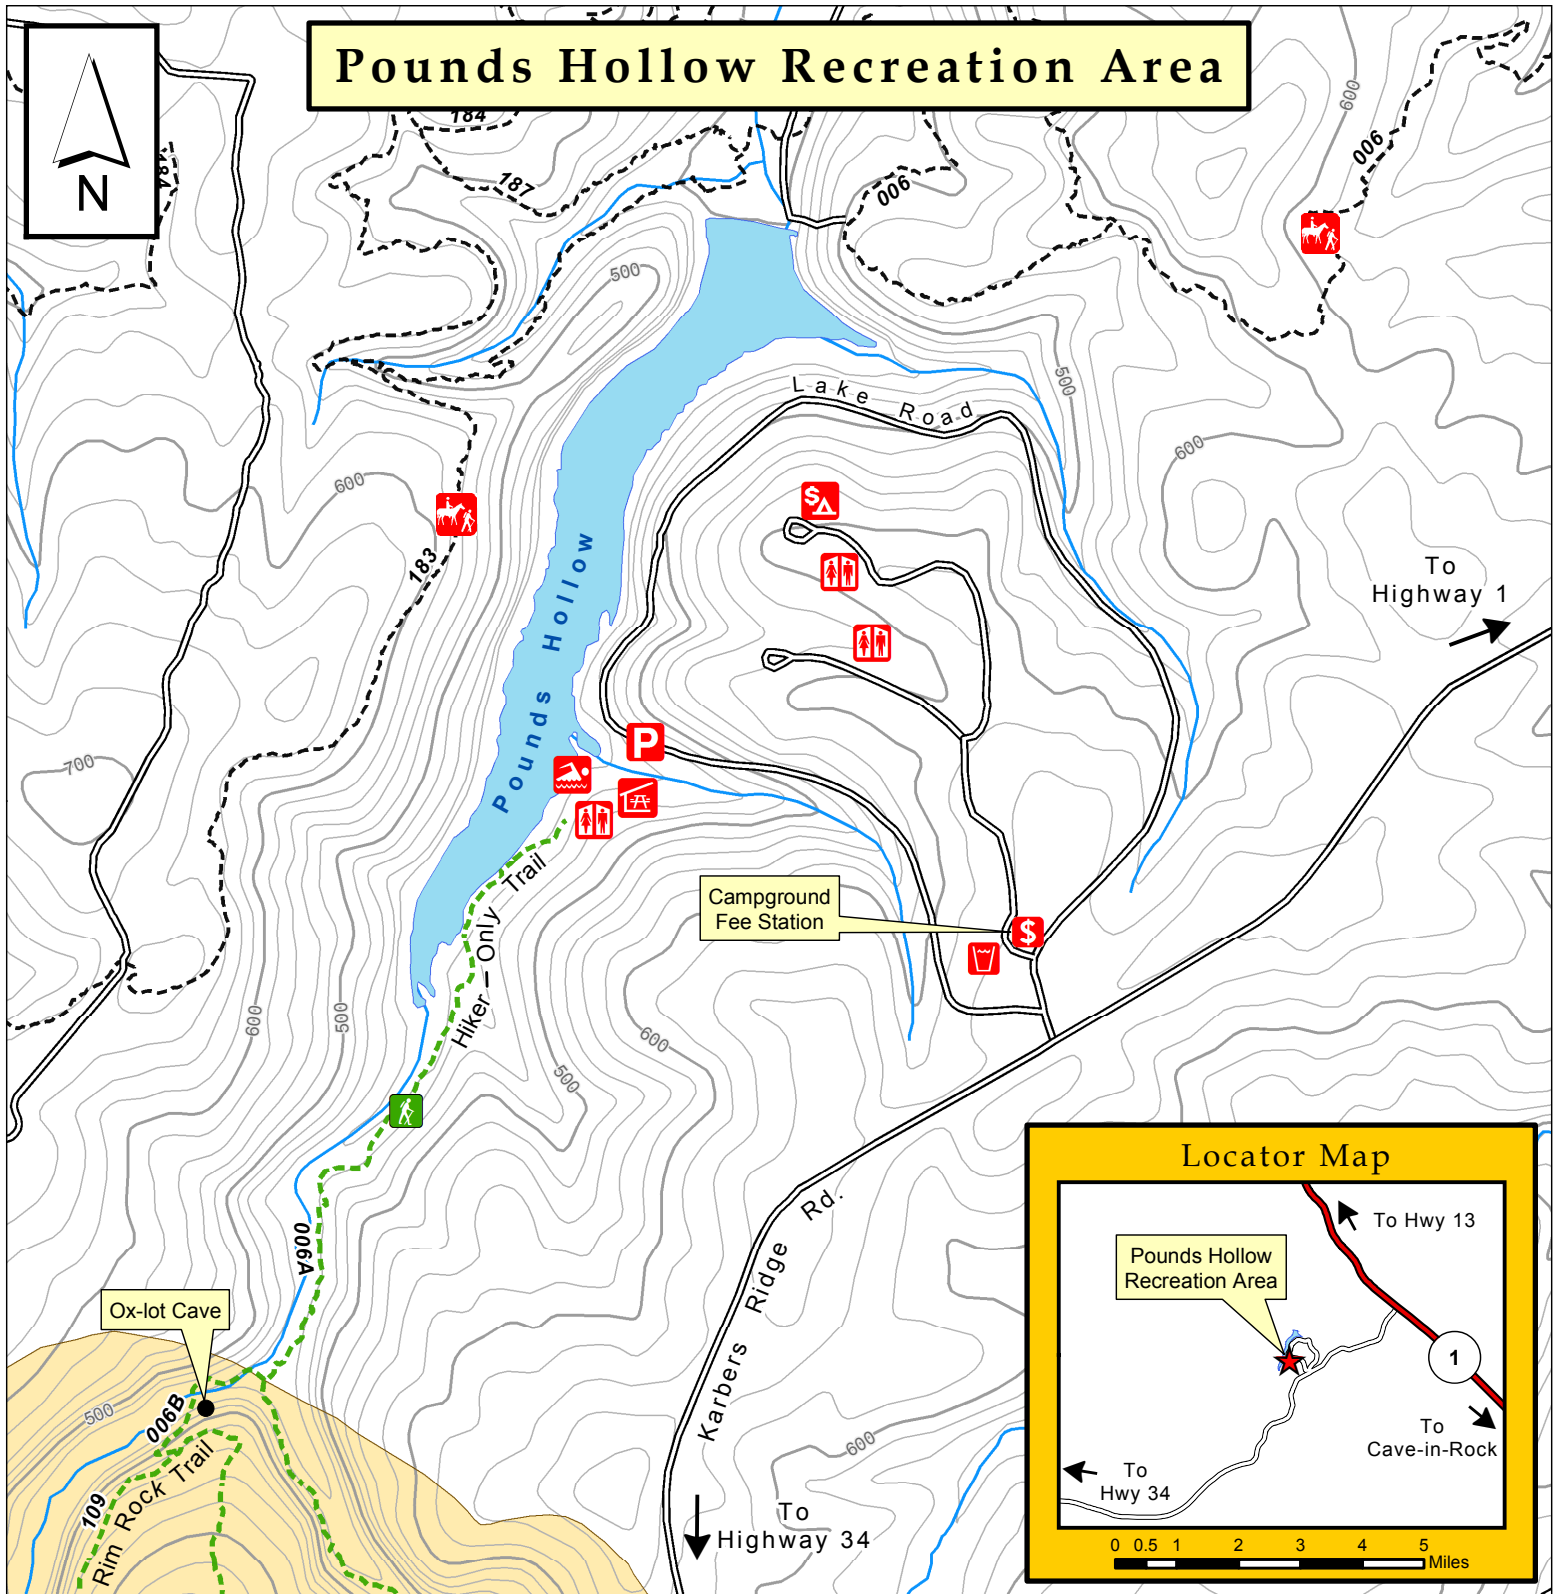 Pounds Hollow Recreation Area
N
184
184
187
006
006
600
500
500
600
600
Lake Road
183
$
To
Highway 1
Pounds Hollow
P
700
Hiker Only Trail
Campground
Fee Station
$
600
500
600
500
006A
Karbers Ridge Rd.
Ox-lot Cave
500
006B
109
Rim Rock Trail
600
To
Highway 34
Locator Map
To Hwy 13
Pounds Hollow
Recreation Area
1
To
Cave-in-Rock
To
Hwy 34
0 0.5 1 2 3 4 5
Miles